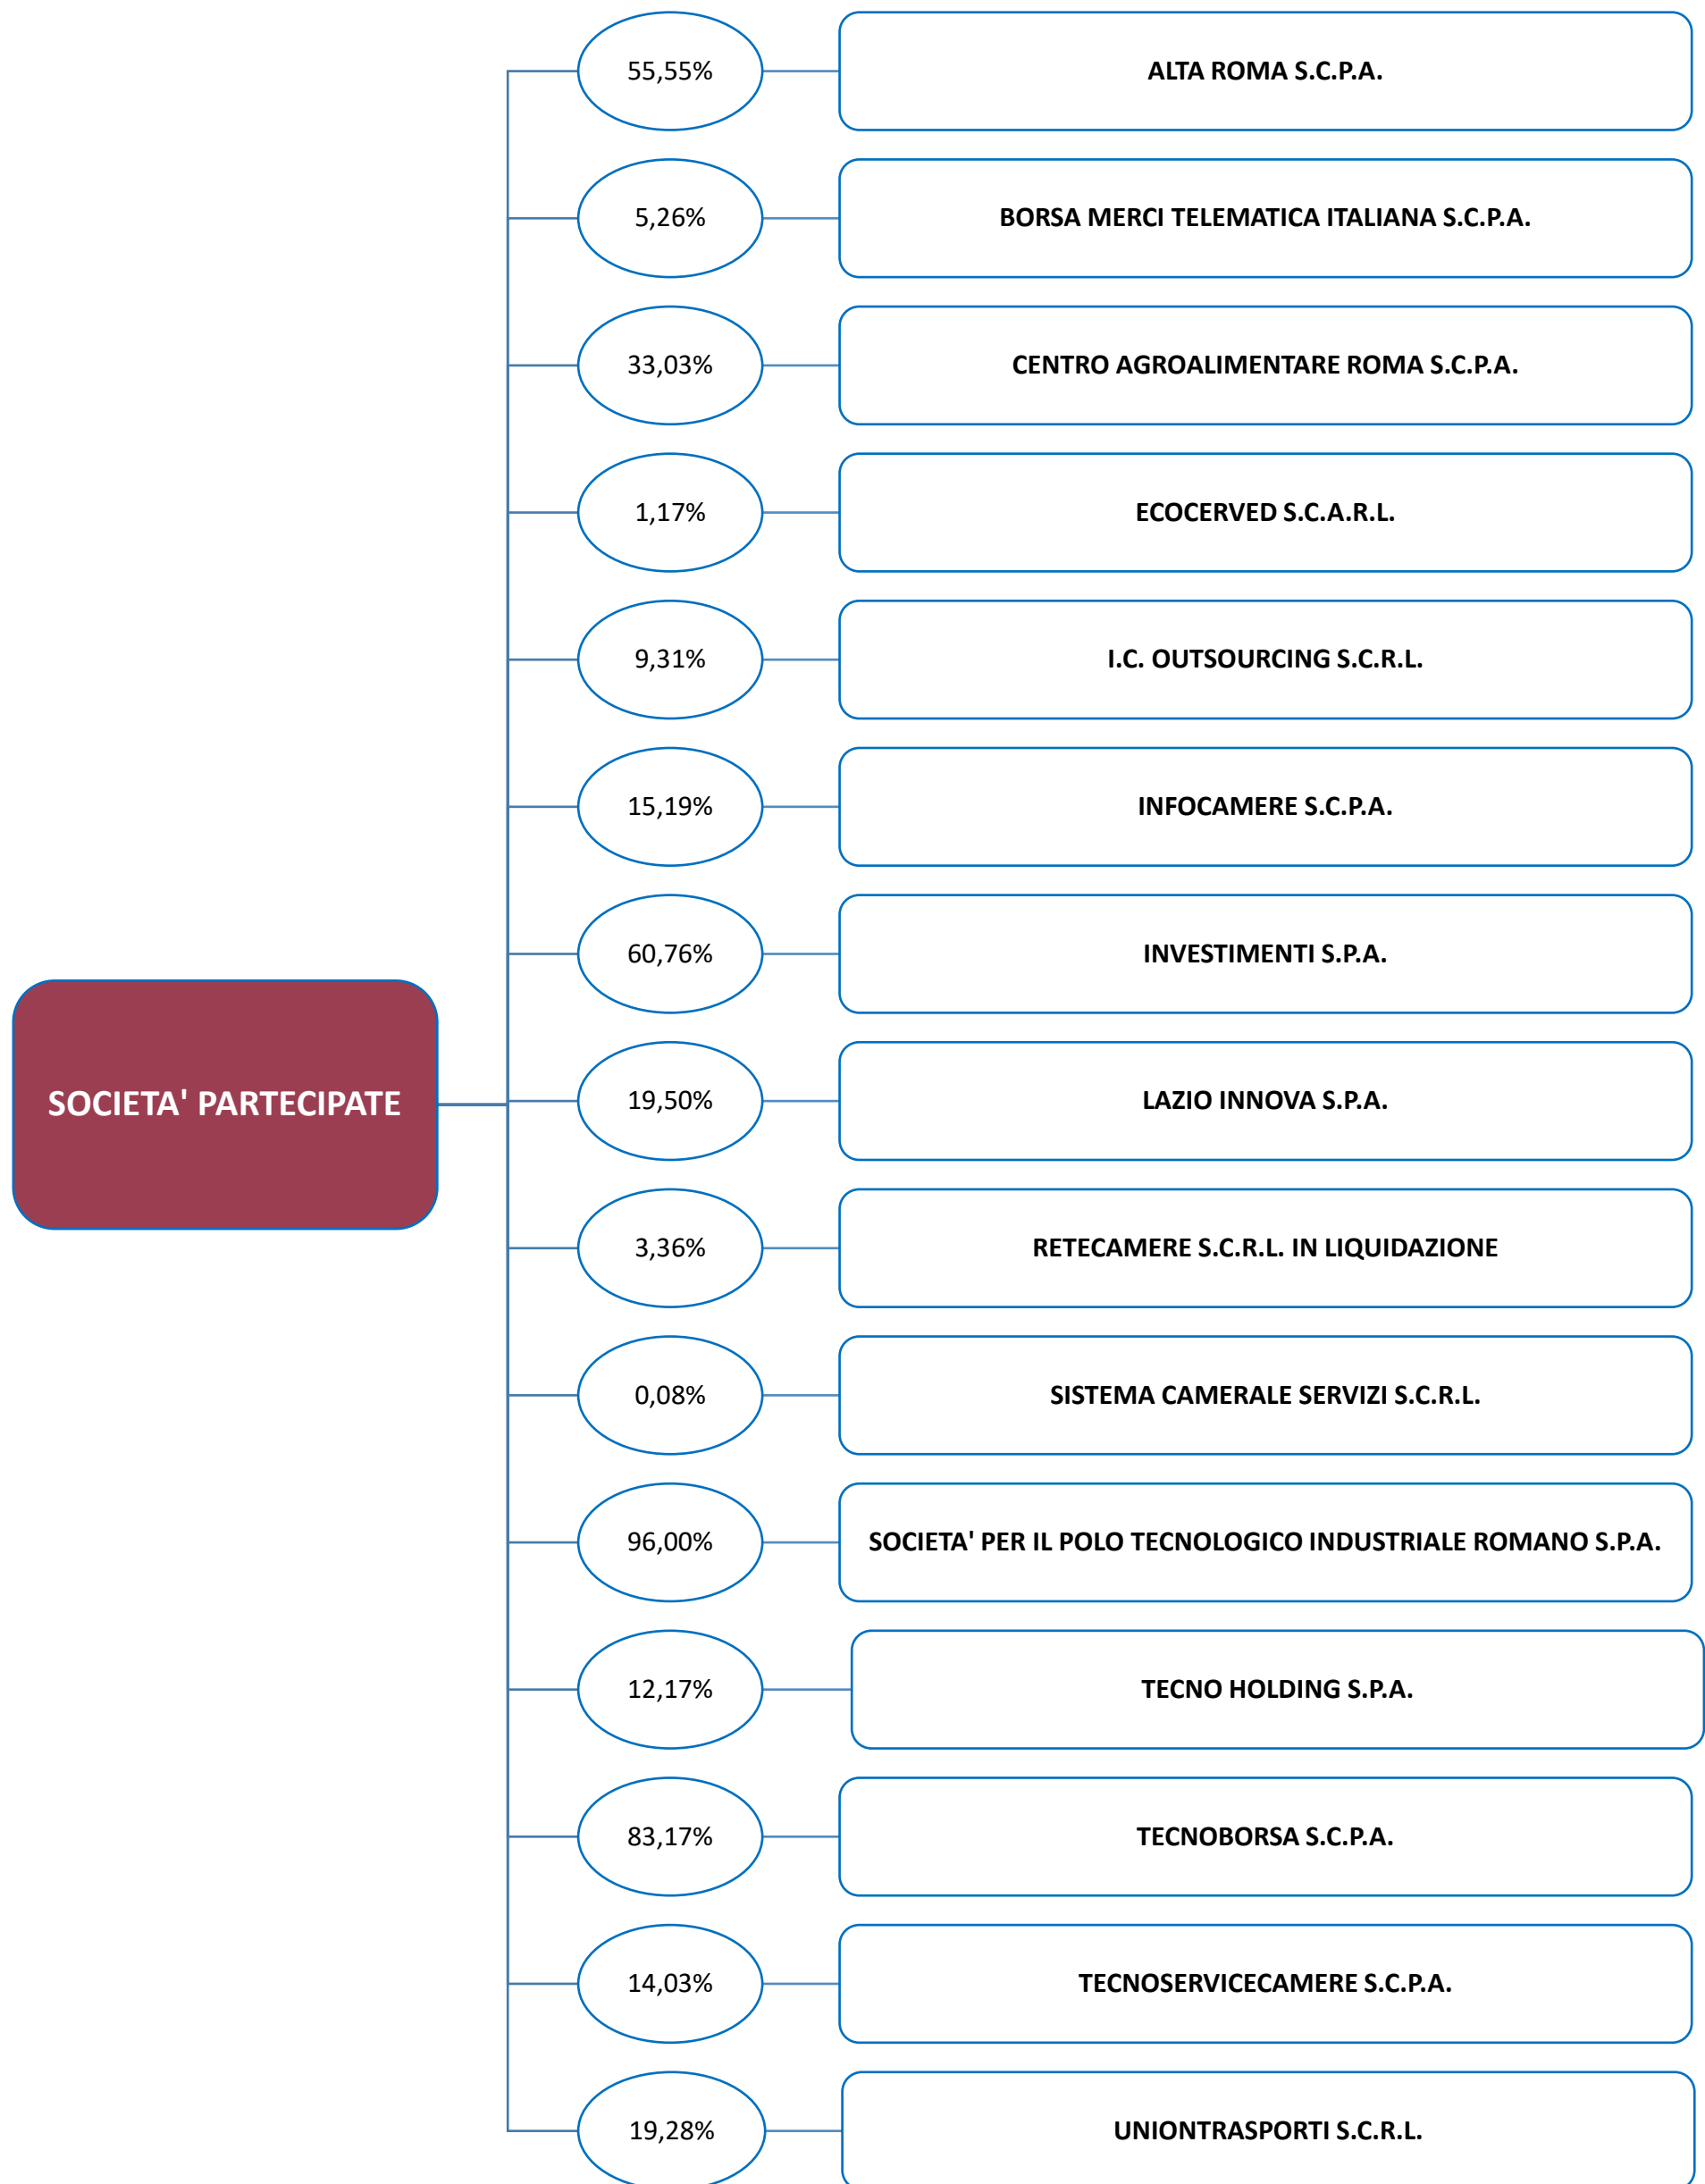 55,55%
ALTA ROMA S.C.P.A.
5,26%
BORSA MERCI TELEMATICA ITALIANA S.C.P.A.
33,03%
CENTRO AGROALIMENTARE ROMA S.C.P.A.
1,17%
ECOCERVED S.C.A.R.L.
9,31%
I.C. OUTSOURCING S.C.R.L.
15,19%
INFOCAMERE S.C.P.A.
60,76%
INVESTIMENTI S.P.A.
SOCIETA' PARTECIPATE
19,50%
LAZIO INNOVA S.P.A.
3,36%
RETECAMERE S.C.R.L. IN LIQUIDAZIONE
0,08%
SISTEMA CAMERALE SERVIZI S.C.R.L.
96,00%
SOCIETA' PER IL POLO TECNOLOGICO INDUSTRIALE ROMANO S.P.A.
12,17%
TECNO HOLDING S.P.A.
83,17%
TECNOBORSA S.C.P.A.
14,03%
TECNOSERVICECAMERE S.C.P.A.
19,28%
UNIONTRASPORTI S.C.R.L.